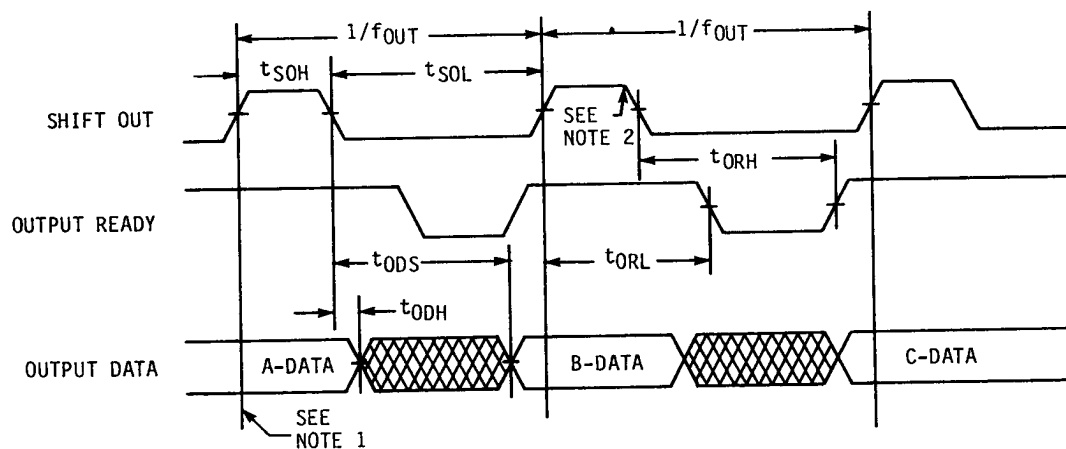 1/fOUT
1/fOUT
tSOH
tSOL
SHIFT OUT
SEE
NOTE 2
tORH
OUTPUT READY
tODS
tORL
tODH
OUTPUT DATA
A-DATA
B-DATA
C-DATA
SEE
NOTE 1